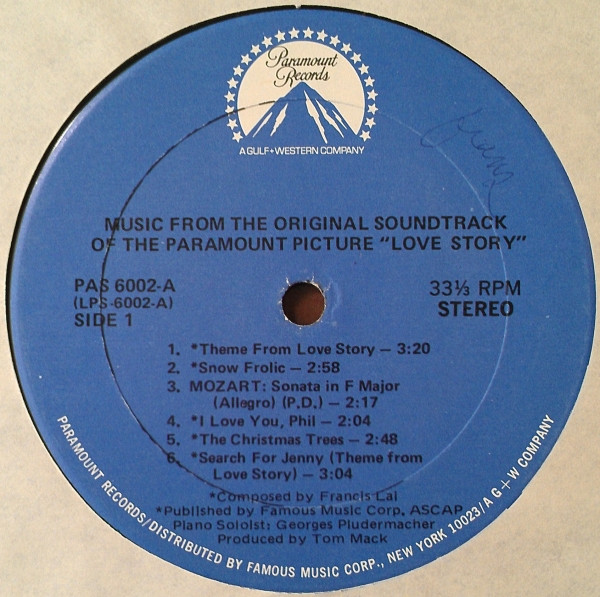 Paramount
Records
A GULF+WESTERN COMPANY
MUSIC FROM THE ORIGINAL SOUNDTRACK
OF THE PARAMOUNT PICTURE "LOVE STORY"
PAS 6002-A
(LPS-6002-A)
SIDE 1
33⅓ RPM
STEREO
1. *Theme From Love Story – 3:20
2. *Snow Frolic – 2:58
3. MOZART: Sonata in F Major
(Allegro) (P.D.) – 2:17
4. *I Love You, Phil – 2:04
5. *The Christmas Trees – 2:48
6. *Search For Jenny (Theme from
Love Story) – 3:04
*Composed by Francis Lai
*Published by Famous Music Corp. ASCAP
Piano Soloist: Georges Pludermacher
Produced by Tom Mack
PARAMOUNT RECORDS/DISTRIBUTED BY FAMOUS MUSIC CORP., NEW YORK 10023/A G + W COMPANY